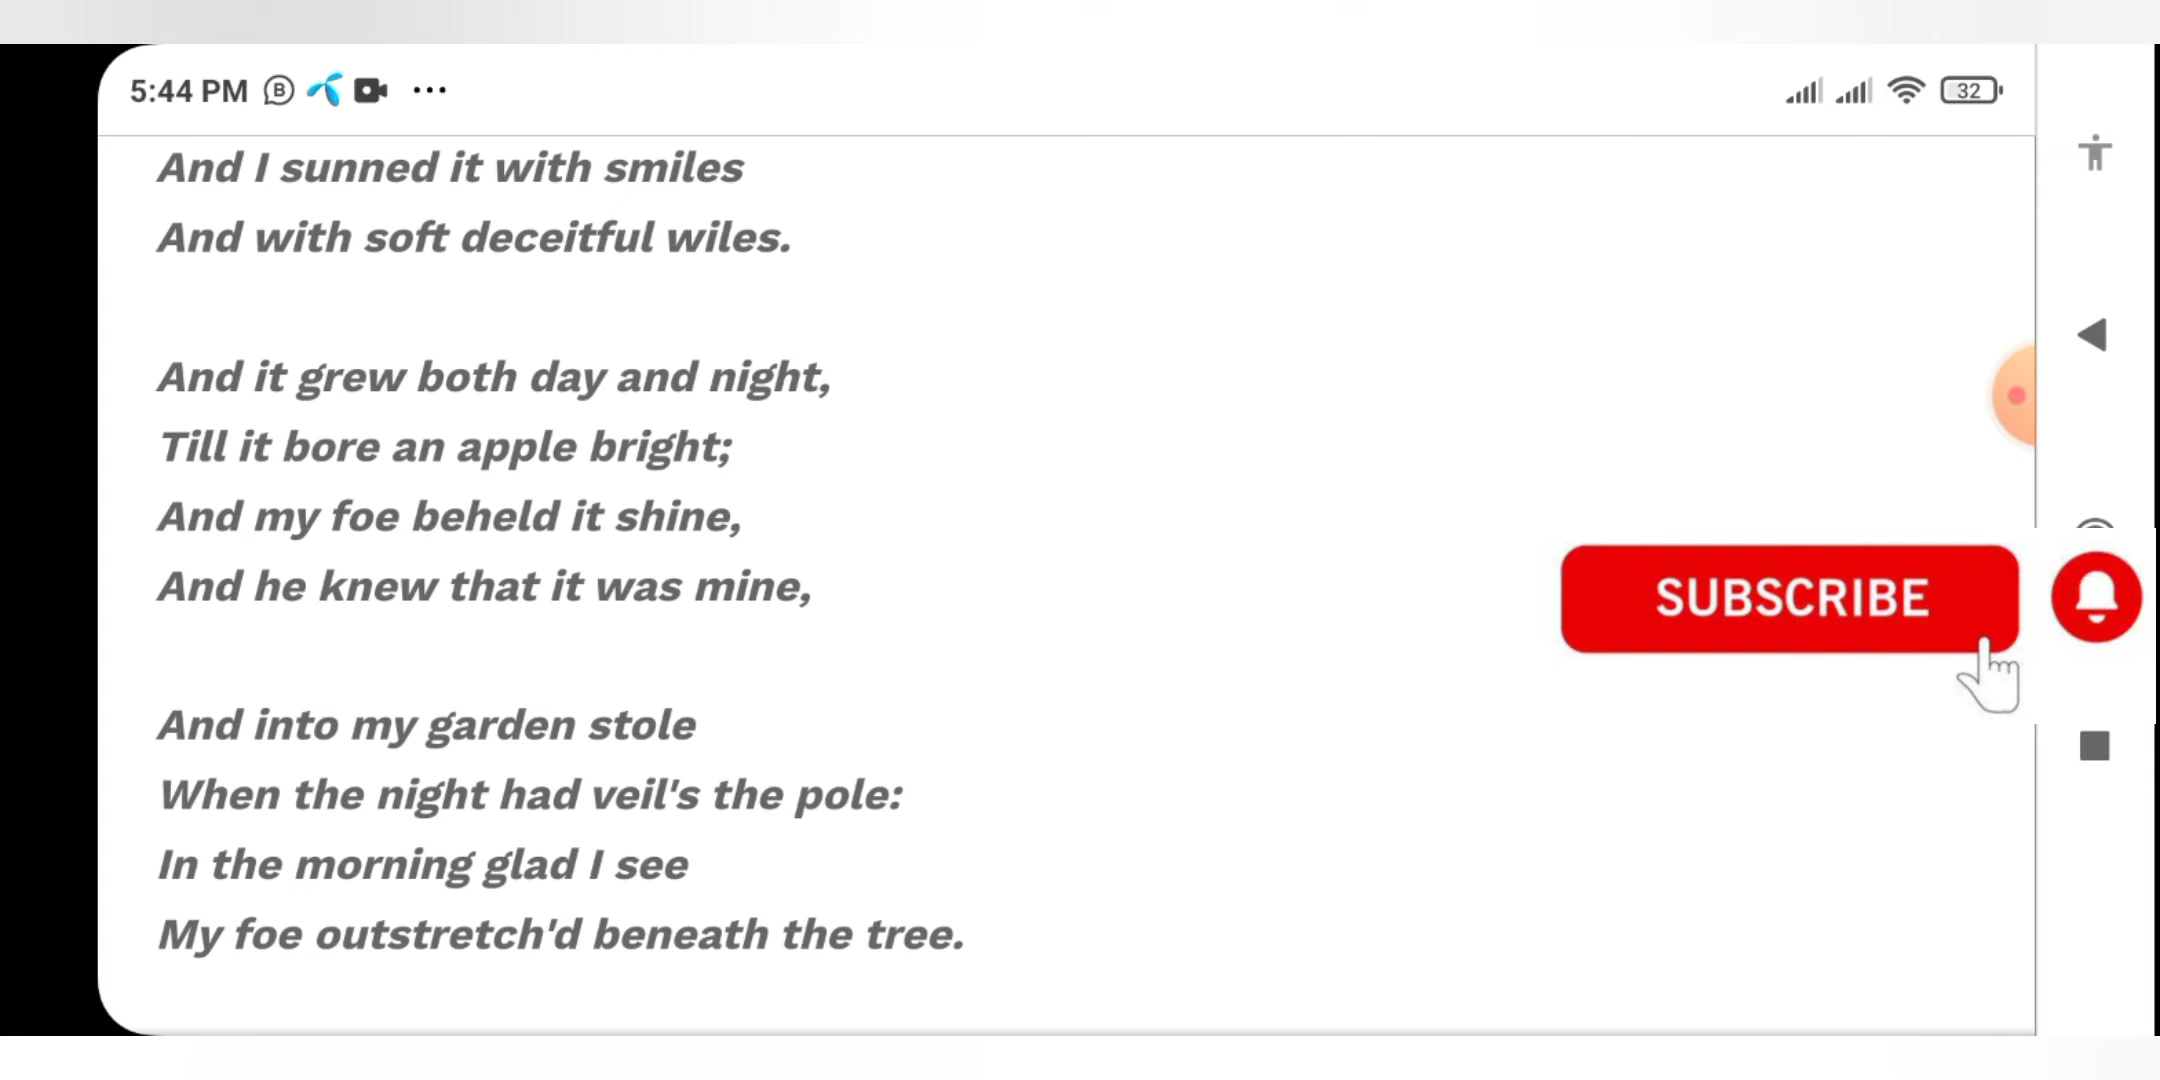 5:44 PM B ... 32
And I sunned it with smiles
And with soft deceitful wiles.
And it grew both day and night,
Till it bore an apple bright;
And my foe beheld it shine,
And he knew that it was mine,
SUBSCRIBE
And into my garden stole
When the night had veil's the pole:
In the morning glad I see
My foe outstretch'd beneath the tree.